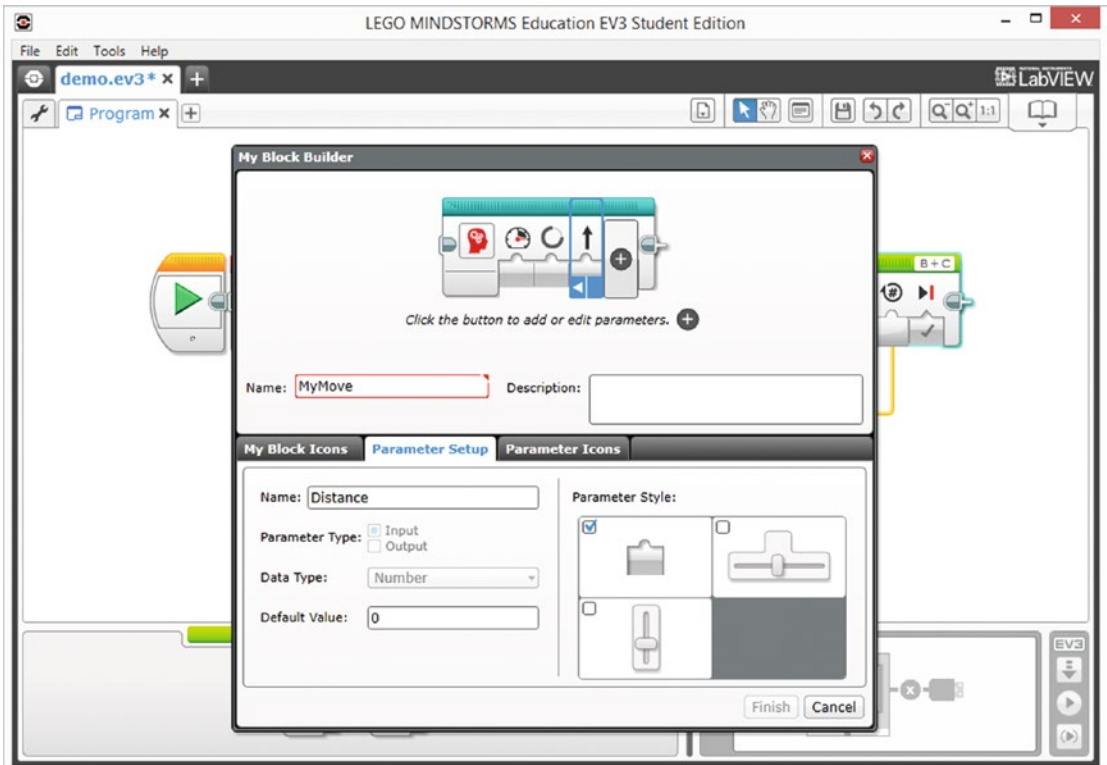 LEGO MINDSTORMS Education EV3 Student Edition
File Edit Tools Help
demo.ev3*
LabVIEW
Program
1:1
My Block Builder
B + C
#
Click the button to add or edit parameters.
Name: MyMove
Description:
My Block Icons Parameter Setup Parameter Icons
Name: Distance
Parameter Style:
Parameter Type: Input
Output
Data Type: Number
Default Value: 0
EV3
Finish Cancel